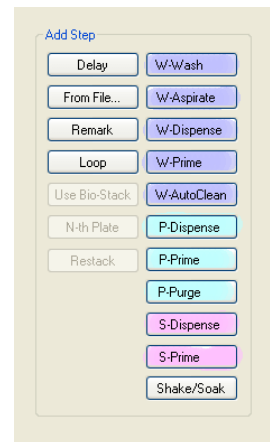 Add Step
Delay W-Wash
From File... W-Aspirate
Remark W-Dispense
Loop W-Prime
Use Bio-Stack W-AutoClean
N-th Plate P-Dispense
Restack P-Prime
P-Purge
S-Dispense
S-Prime
Shake/Soak